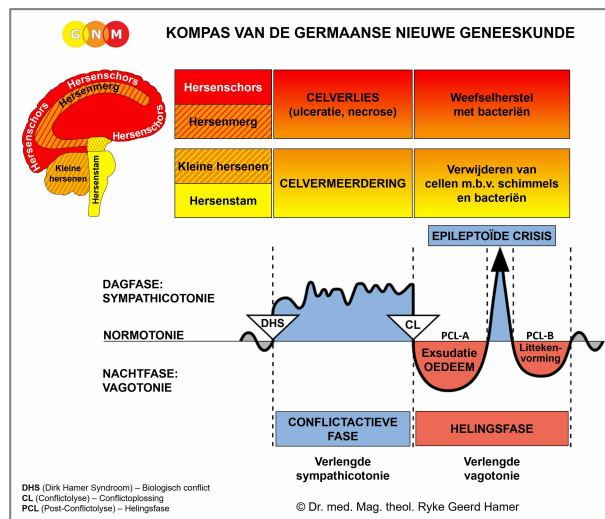 G N M
KOMPAS VAN DE GERMAANSE NIEUWE GENEESKUNDE
Hersenschors
Hersenmerg
Hersenschors
Hersenschors
Kleine
hersenen
Hersenstam
Hersenschors
Hersenmerg
CELVERLIES
(ulceratie, necrose)
Weefselherstel
met bacteriën
Kleine hersenen
Hersenstam
CELVERMEERDERING
Verwijderen van
cellen m.b.v. schimmels
en bacteriën
EPILEPTOÏDE CRISIS
DAGFASE:
SYMPATHICOTONIE
DHS
CL
PCL-A
PCL-B
NORMOTONIE
Exsudatie
OEDEEM
Litteken-
vorming
NACHTFASE:
VAGOTONIE
CONFLICTACTIEVE
FASE
HELINGSFASE
Verlengde
sympathicotonie
Verlengde
vagotonie
DHS (Dirk Hamer Syndroom) – Biologisch conflict
CL (Conflictolyse) – Conflictoplossing
PCL (Post-Conflictolyse) – Helingsfase
© Dr. med. Mag. theol. Ryke Geerd Hamer